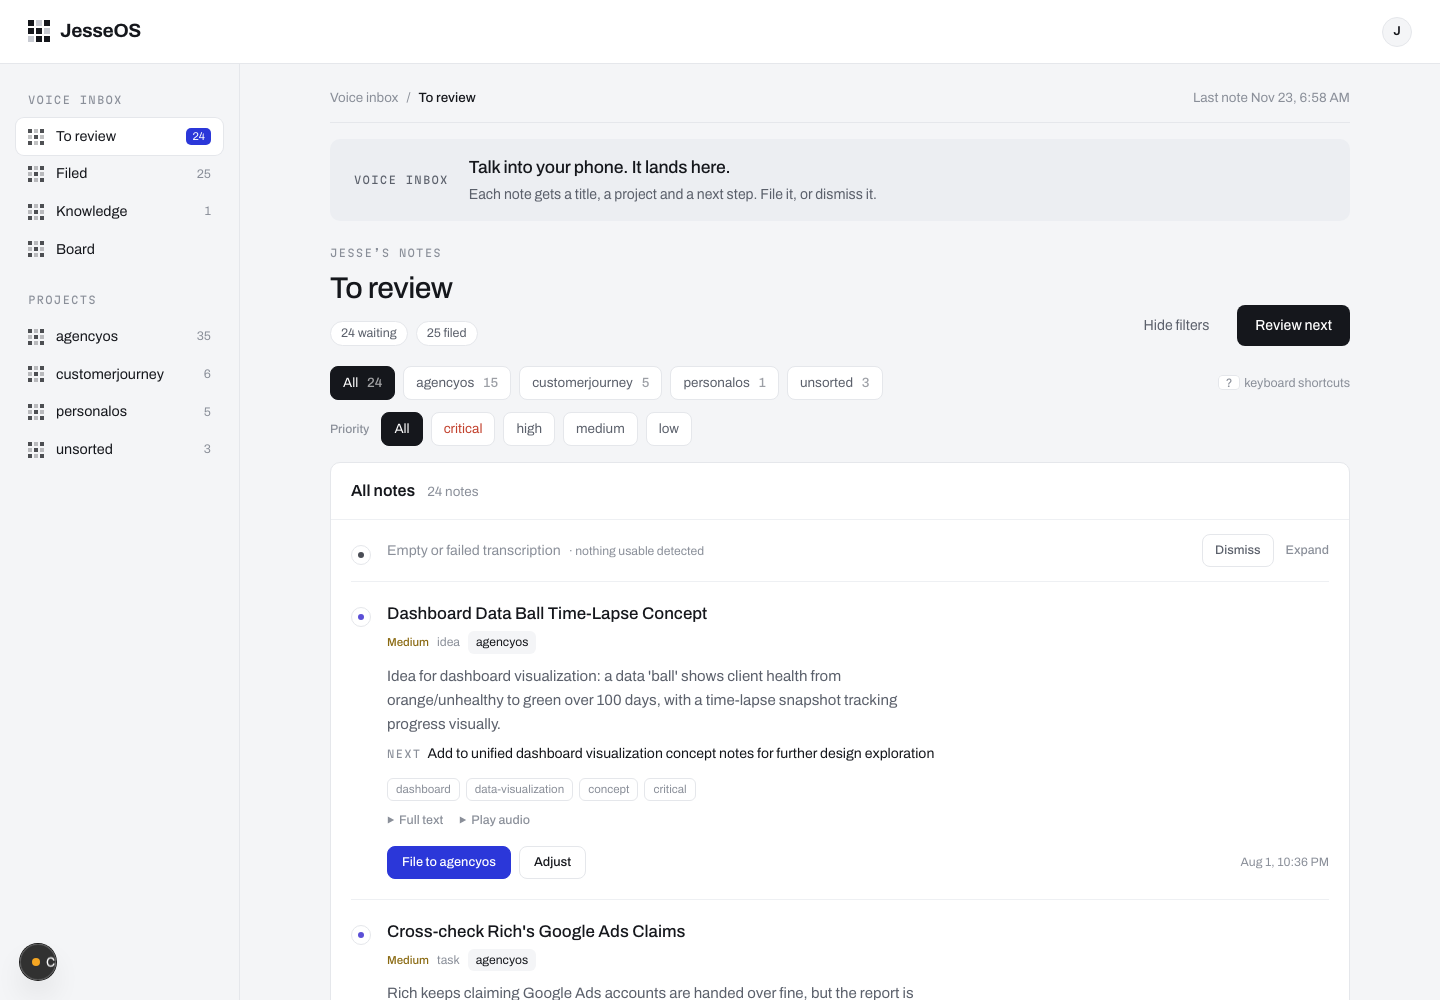 JesseOS
J
VOICE INBOX
To review 24
Filed 25
Knowledge 1
Board
PROJECTS
agencyos 35
customerjourney 6
personalos 5
unsorted 3
Voice inbox / To review
Last note Nov 23, 6:58 AM
VOICE INBOX
Talk into your phone. It lands here.
Each note gets a title, a project and a next step. File it, or dismiss it.
JESSE'S NOTES
To review
24 waiting 25 filed
Hide filters Review next
All 24 agencyos 15 customerjourney 5 personalos 1 unsorted 3
? keyboard shortcuts
Priority All critical high medium low
All notes 24 notes
Empty or failed transcription · nothing usable detected
Dismiss Expand
Dashboard Data Ball Time-Lapse Concept
Medium idea agencyos
Idea for dashboard visualization: a data 'ball' shows client health from
orange/unhealthy to green over 100 days, with a time-lapse snapshot tracking
progress visually.
NEXT Add to unified dashboard visualization concept notes for further design exploration
dashboard data-visualization concept critical
▶ Full text ▶ Play audio
File to agencyos Adjust
Aug 1, 10:36 PM
Cross-check Rich's Google Ads Claims
Medium task agencyos
Rich keeps claiming Google Ads accounts are handed over fine, but the report is